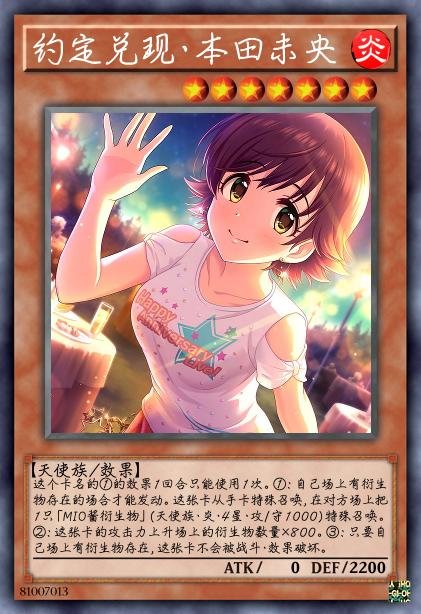 约定兑现·本田未央
炎
Happy
Anniversary
Live!
【天使族/效果】
这个卡名的①的效果1回合只能使用1次。①:自己场上有衍生
物存在的场合才能发动。这张卡从手卡特殊召唤,在对方场上把
1只「MIO酱衍生物」(天使族·炎·4星·攻/守1000)特殊召唤。
②:这张卡的攻击力上升场上的衍生物数量×800。③:只要自
己场上有衍生物存在,这张卡不会被战斗·效果破坏。
ATK/ 0 DEF/2200
81007013